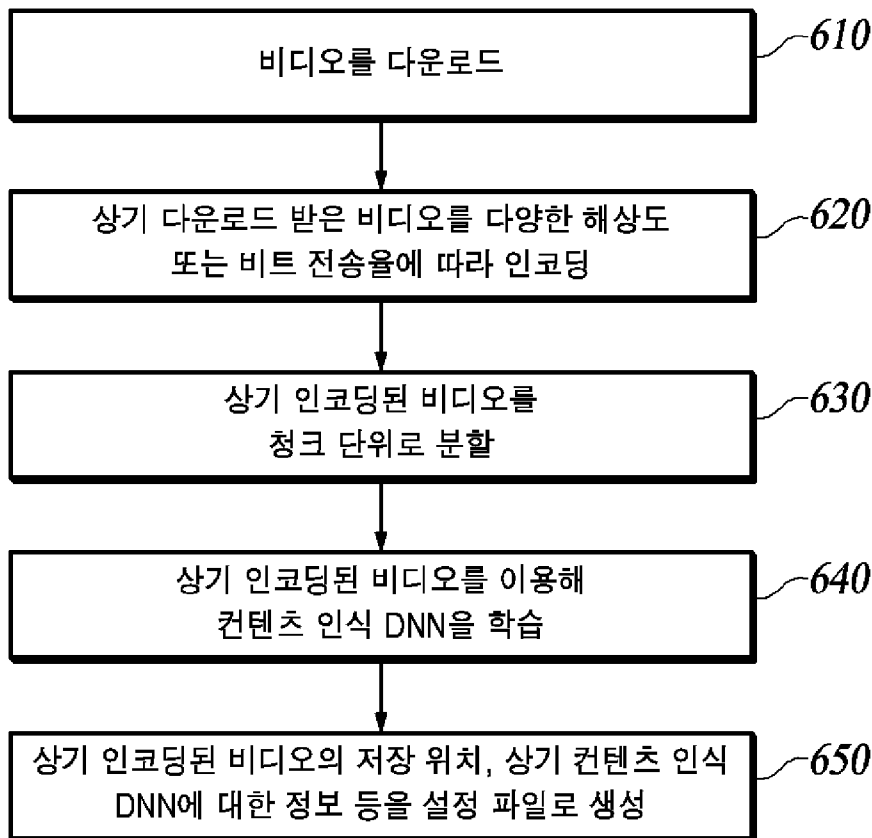 비디오를 다운로드
610
상기 다운로드 받은 비디오를 다양한 해상도
또는 비트 전송율에 따라 인코딩
620
상기 인코딩된 비디오를
청크 단위로 분할
630
상기 인코딩된 비디오를 이용해
컨텐츠 인식 DNN을 학습
640
상기 인코딩된 비디오의 저장 위치, 상기 컨텐츠 인식
DNN에 대한 정보 등을 설정 파일로 생성
650